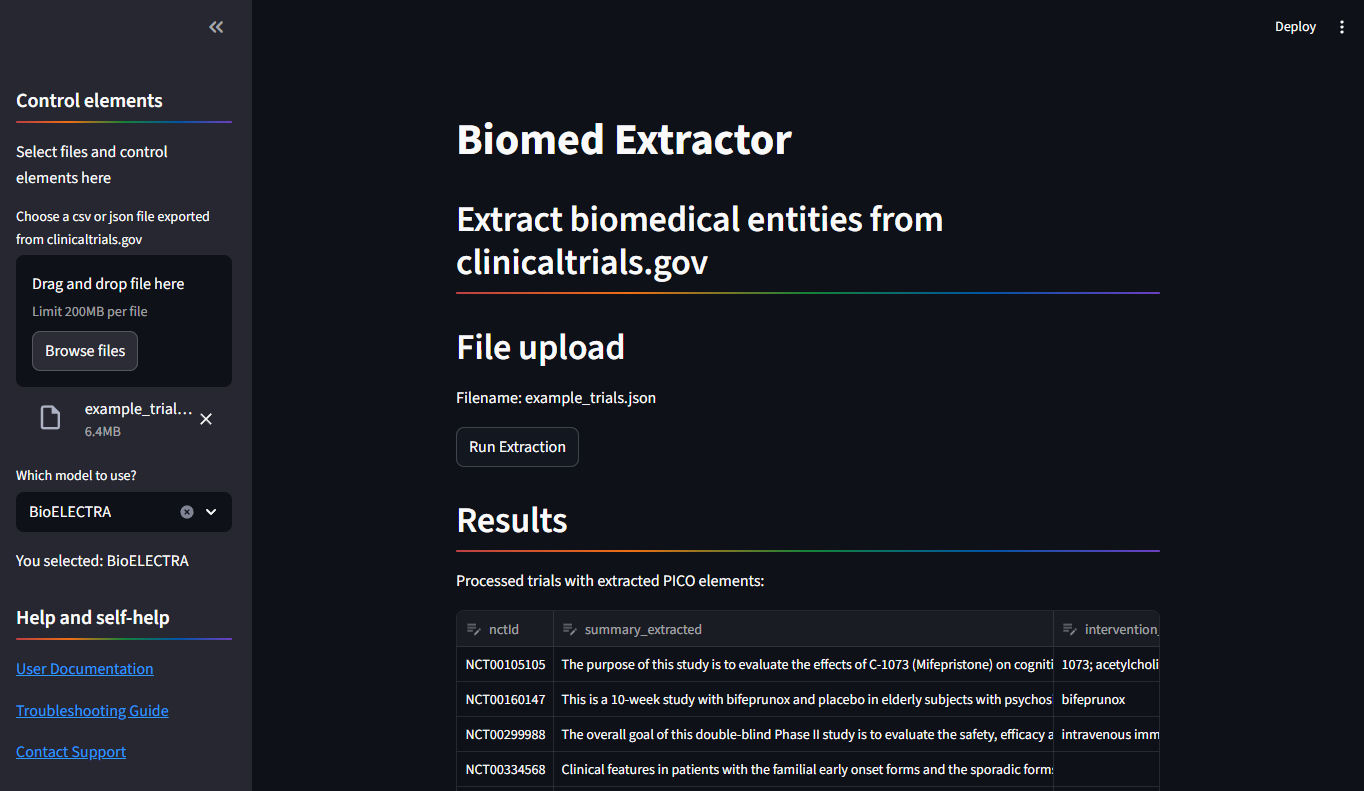 Deploy
Control elements
Select files and control
elements here
Choose a csv or json file exported
from clinicaltrials.gov
Drag and drop file here
Limit 200MB per file
Browse files
example_trial...
6.4MB
Which model to use?
BioELECTRA
You selected: BioELECTRA
Help and self-help
User Documentation
Troubleshooting Guide
Contact Support
Biomed Extractor
Extract biomedical entities from
clinicaltrials.gov
File upload
Filename: example_trials.json
Run Extraction
Results
Processed trials with extracted PICO elements:
nctId summary_extracted intervention_
NCT00105105 The purpose of this study is to evaluate the effects of C-1073 (Mifepristone) on cogniti 1073; acetylcholi
NCT00160147 This is a 10-week study with bifeprunox and placebo in elderly subjects with psychos bifeprunox
NCT00299988 The overall goal of this double-blind Phase II study is to evaluate the safety, efficacy a intravenous imm
NCT00334568 Clinical features in patients with the familial early onset forms and the sporadic form